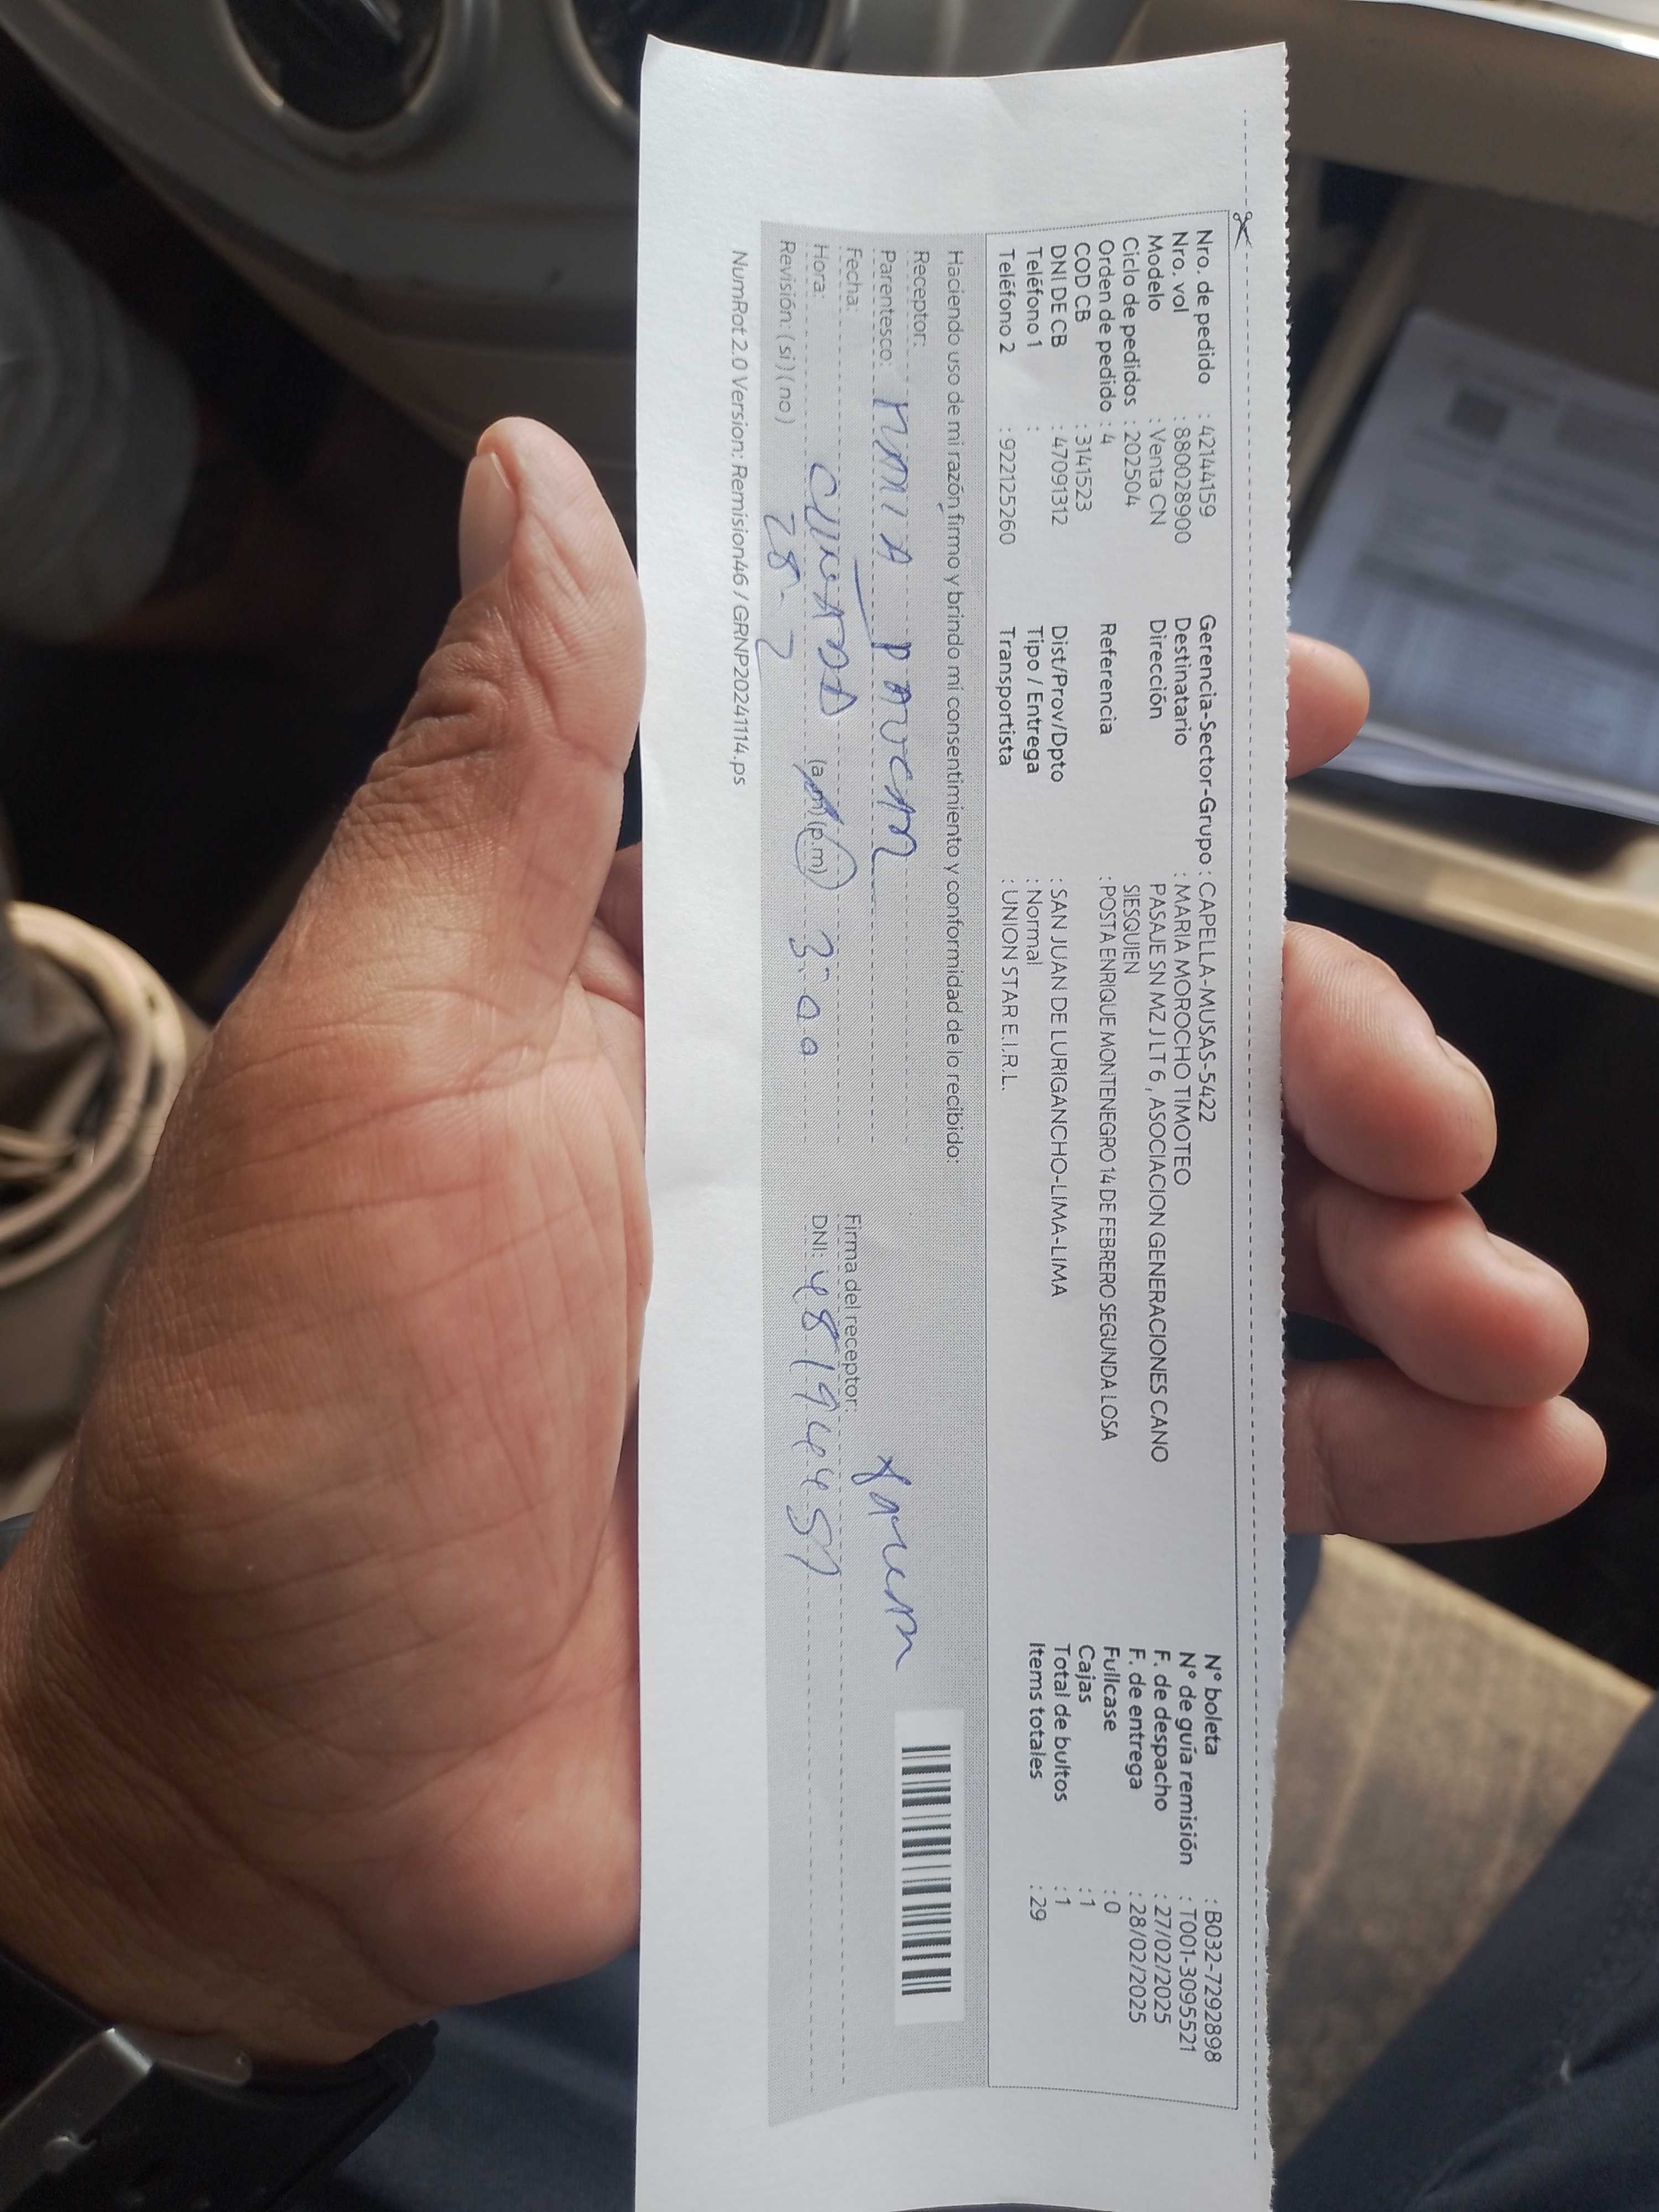 Nro. de pedido : 42144159 Gerencia-Sector-Grupo : CAPELLA-MUSAS-5422 N° boleta : B032-7292898
Nro. vol : 880028900 Destinatario : MARIA MOROCHO TIMOTEO N° de guía remisión : T001-3095521
Modelo : Venta CN Dirección PASAJE SN MZ J LT 6 , ASOCIACION GENERACIONES CANO F. de despacho : 27/02/2025
Ciclo de pedidos : 202504 SIESQUIEN F. de entrega : 28/02/2025
Orden de pedido : 4 Referencia : POSTA ENRIQUE MONTENEGRO 14 DE FEBRERO SEGUNDA LOSA Fullcase : 0
COD CB : 3141523 Cajas : 1
DNI DE CB : 47091312 Dist/Prov/Dpto : SAN JUAN DE LURIGANCHO-LIMA-LIMA Total de bultos : 1
Teléfono 1 : Tipo / Entrega : Normal Items totales : 29
Teléfono 2 : 922125260 Transportista : UNION STAR E.I.R.L.
Haciendo uso de mi razón firmo y brindo mi consentimiento y conformidad de lo recibido:
Receptor:
Parentesco:
Fecha: Firma del receptor:
Hora: CUÑADA (a.m) (p.m) 3:00 DNI: 48194457
Revisión: ( si ) ( no ) 28-2
NumRot 2.0 Version: Remision46 / GRNP20241114.ps